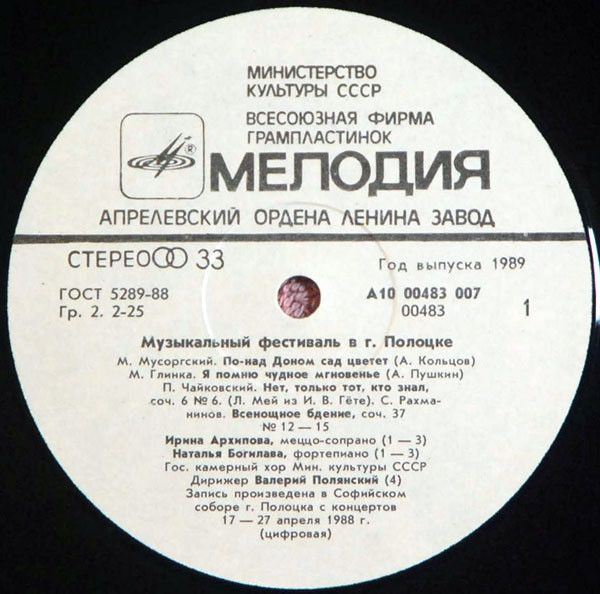 МИНИСТЕРСТВО
КУЛЬТУРЫ СССР
ВСЕСОЮЗНАЯ ФИРМА
ГРАМПЛАСТИНОК
®
МЕЛОДИЯ
АПРЕЛЕВСКИЙ ОРДЕНА ЛЕНИНА ЗАВОД
СТЕРЕО 33
Год выпуска 1989
ГОСТ 5289-88
А10 00483 007
Гр. 2. 2-25
00483
1
Музыкальный фестиваль в г. Полоцке
М. Мусоргский. По-над Доном сад цветет (А. Кольцов)
М. Глинка. Я помню чудное мгновенье (А. Пушкин)
П. Чайковский. Нет, только тот, кто знал,
соч. 6 № 6. (Л. Мей из И. В. Гёте). С. Рахма-
нинов. Всенощное бдение, соч. 37
№ 12 — 15
Ирина Архипова, меццо-сопрано (1 — 3)
Наталья Богилава, фортепиано (1 — 3)
Гос. камерный хор Мин. культуры СССР
Дирижер Валерий Полянский (4)
Запись произведена в Софийском
соборе г. Полоцка с концертов
17 — 27 апреля 1988 г.
(цифровая)